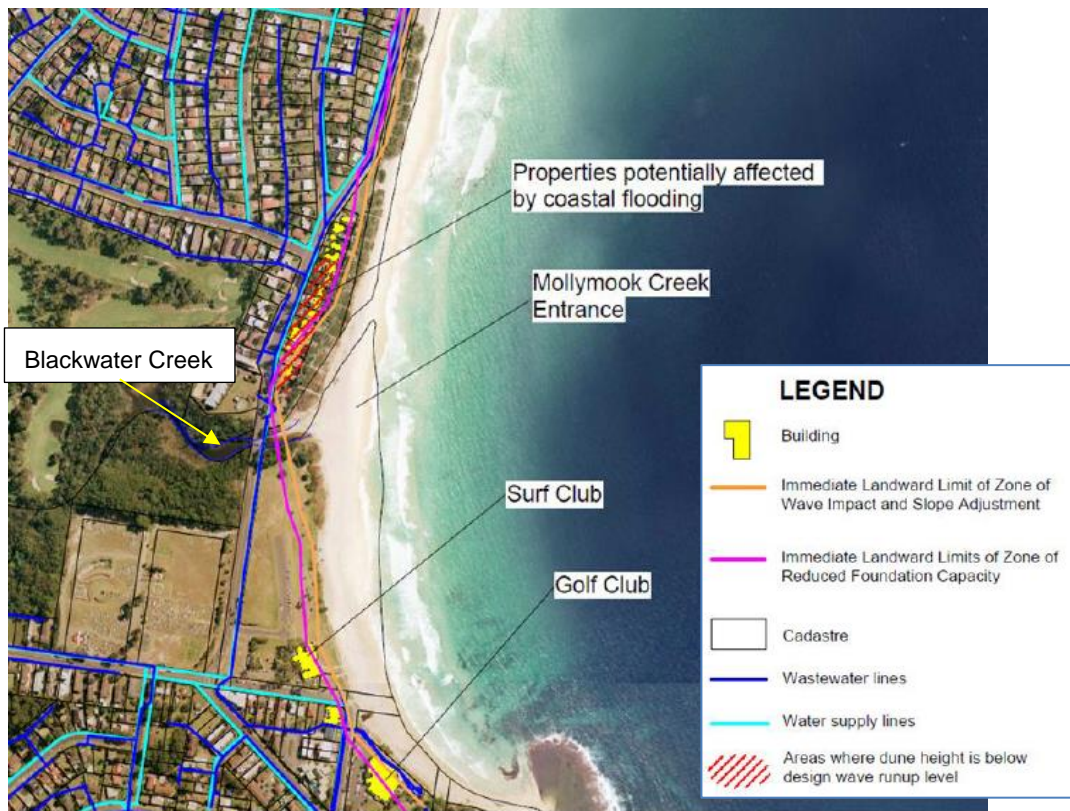 Properties potentially affected
by coastal flooding
Mollymook Creek
Entrance
Blackwater Creek
Surf Club
Golf Club
LEGEND
Building
Immediate Landward Limit of Zone of
Wave Impact and Slope Adjustment
Immediate Landward Limits of Zone of
Reduced Foundation Capacity
Cadastre
Wastewater lines
Water supply lines
Areas where dune height is below
design wave runup level